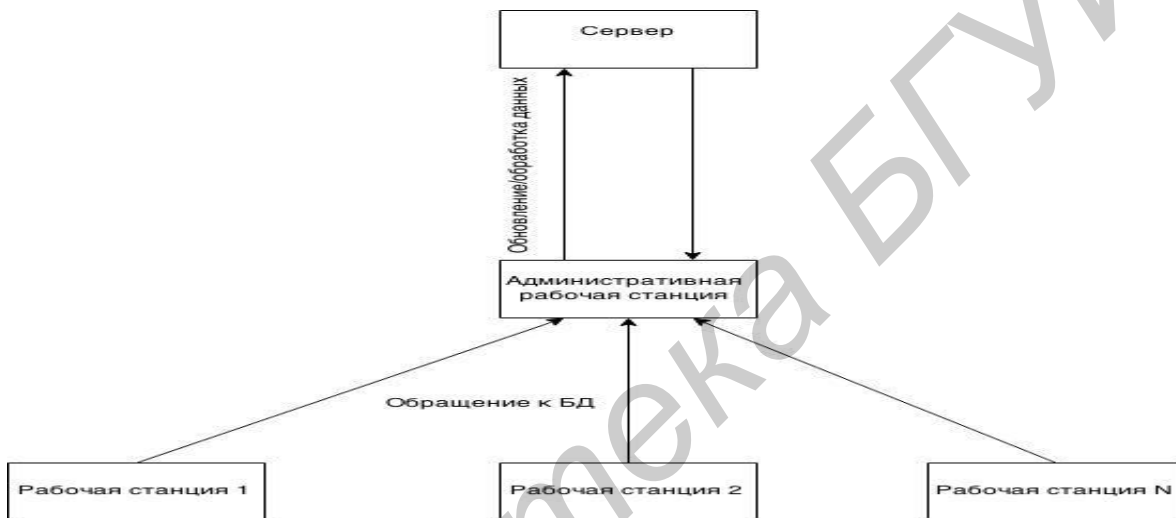 Сервер
Обновление/обработка данных
Административная
рабочая станция
Обращение к БД
Рабочая станция 1
Рабочая станция 2
Рабочая станция N